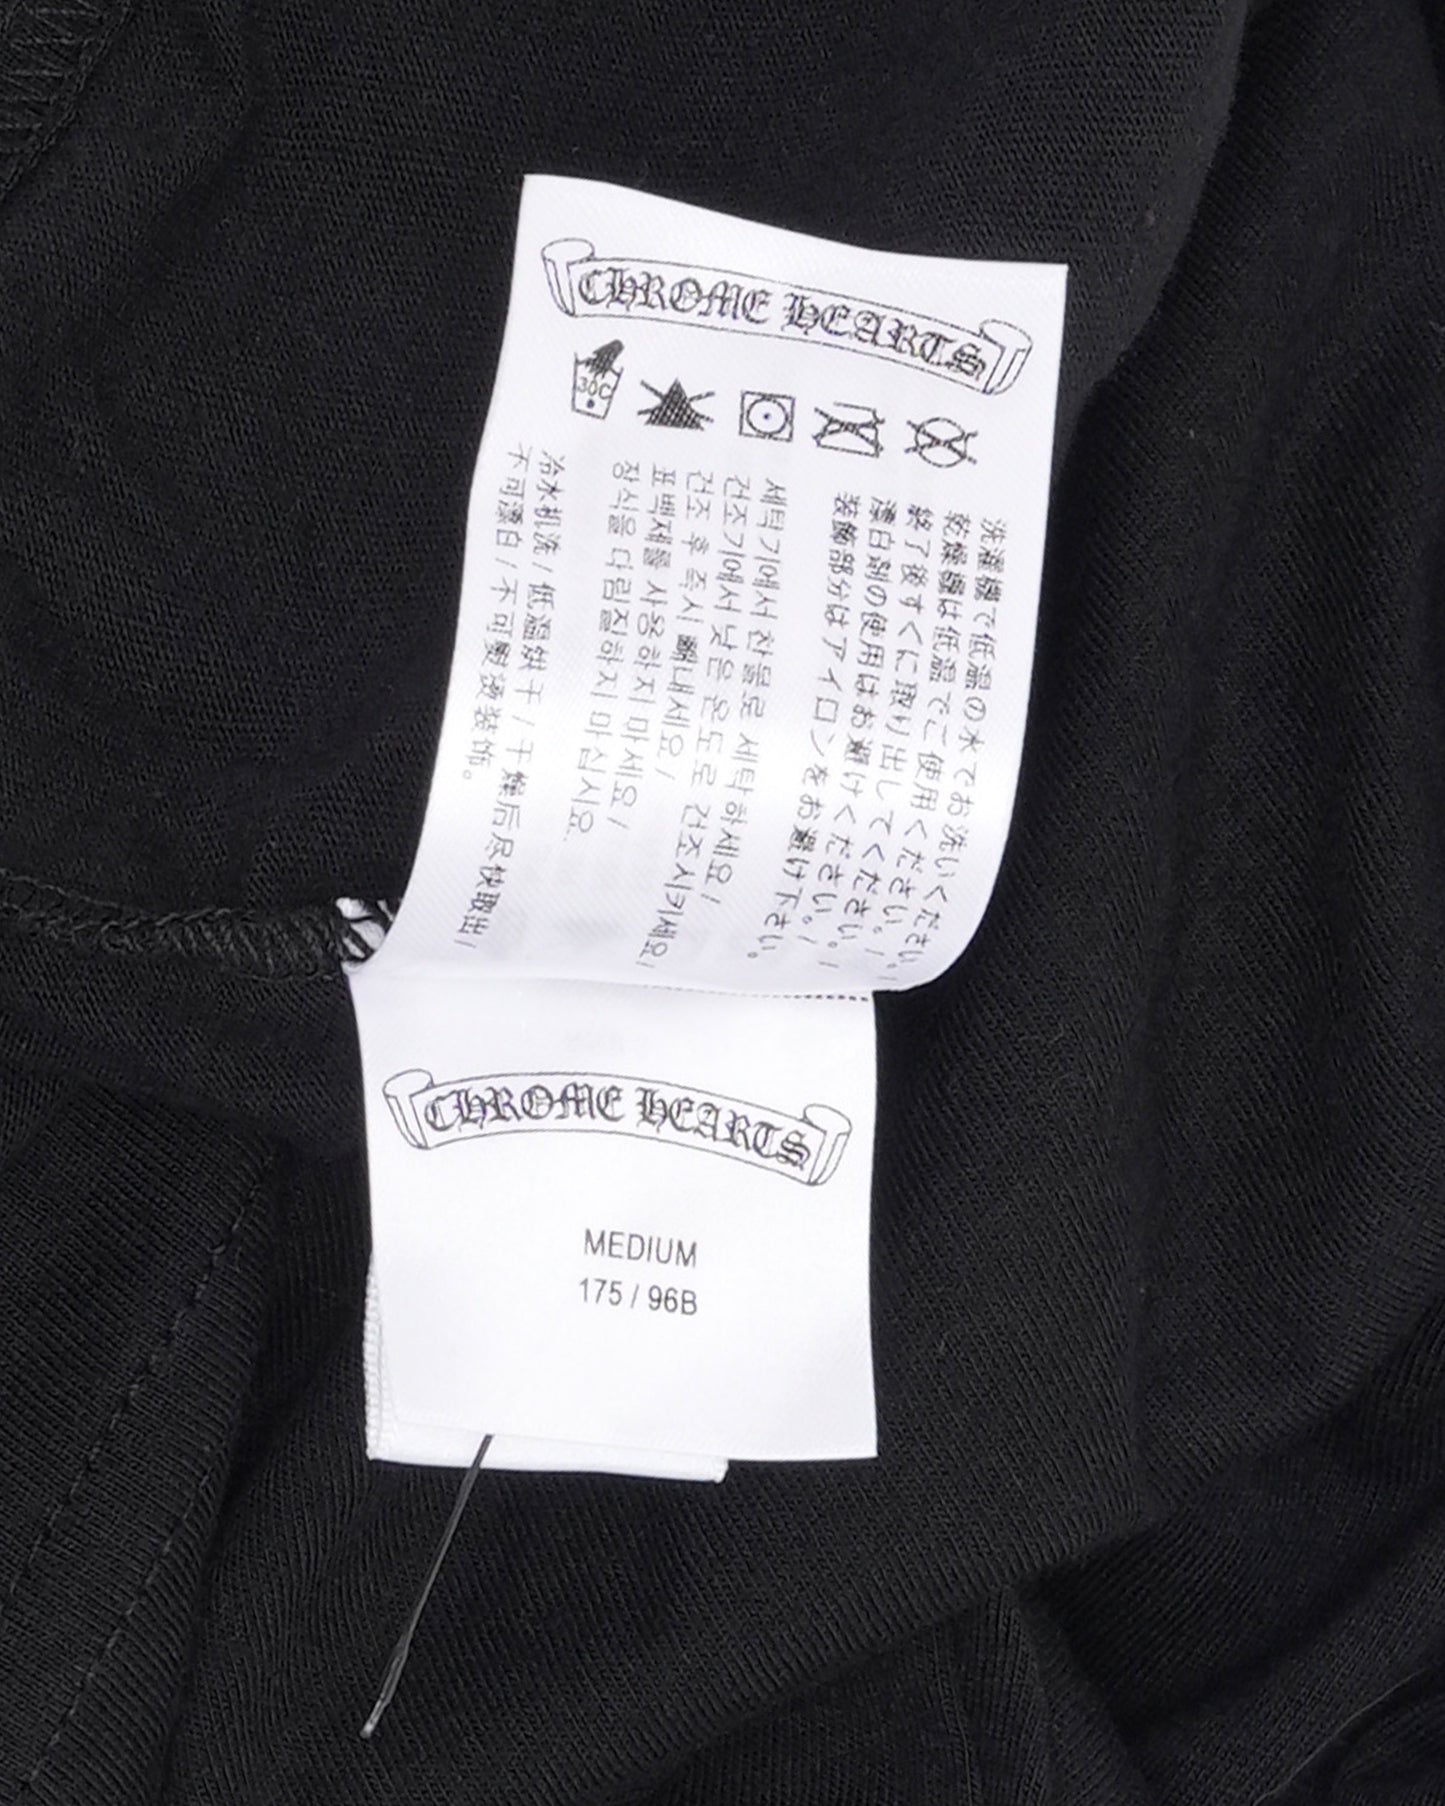 CHROME HEARTS
30C
洗濯機で低温の水でお洗いください。/
乾燥機は低温でご使用ください。/
終了後すぐに取り出してください。/
漂白剤の使用はお避けください。/
装飾部分はアイロンをお避け下さい。
세탁기에서 찬물로 세탁하세요 /
건조기에서 낮은 온도로 건조시키세요 /
건조 후 즉시 빼내세요 /
표백제를 사용하지 마세요 /
장식을 다림질하지 마십시요.
冷水机洗 / 低溫烘干 / 干燥后尽快取出 /
不可漂白 / 不可熨燙装饰。
CHROME HEARTS
MEDIUM
175 / 96B